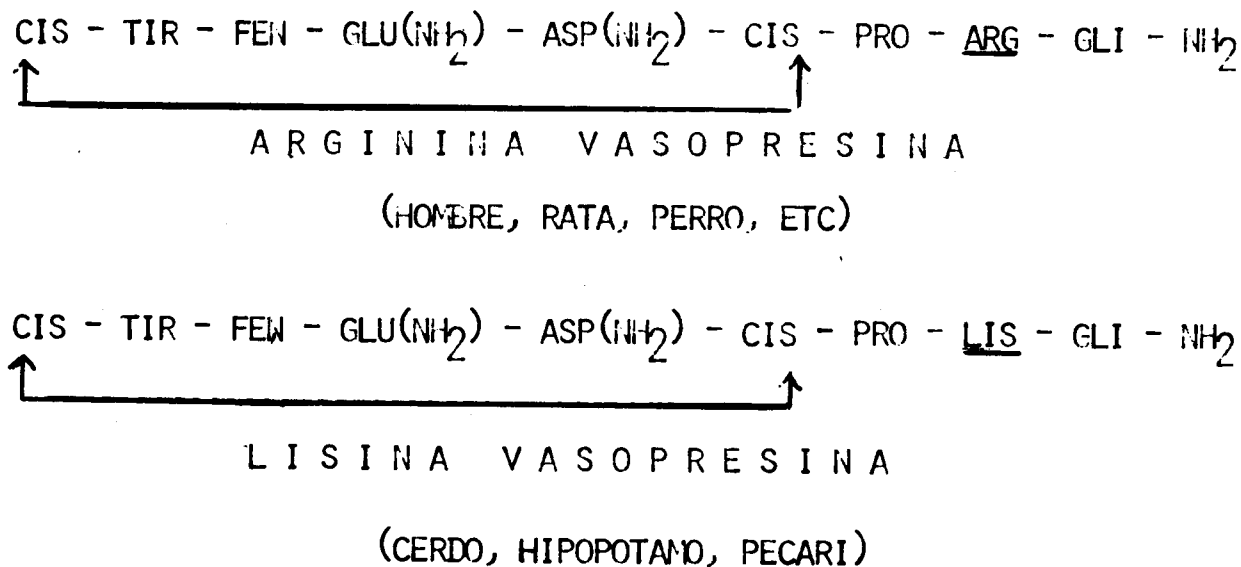 CIS - TIR - FEN - GLU(NH2) - ASP(NH2) - CIS - PRO - ARG - GLI - NH2
ARGININA VASOPRESINA
(HOMBRE, RATA, PERRO, ETC)
CIS - TIR - FEN - GLU(NH2) - ASP(NH2) - CIS - PRO - LIS - GLI - NH2
LISINA VASOPRESINA
(CERDO, HIPOPOTAMO, PECARI)